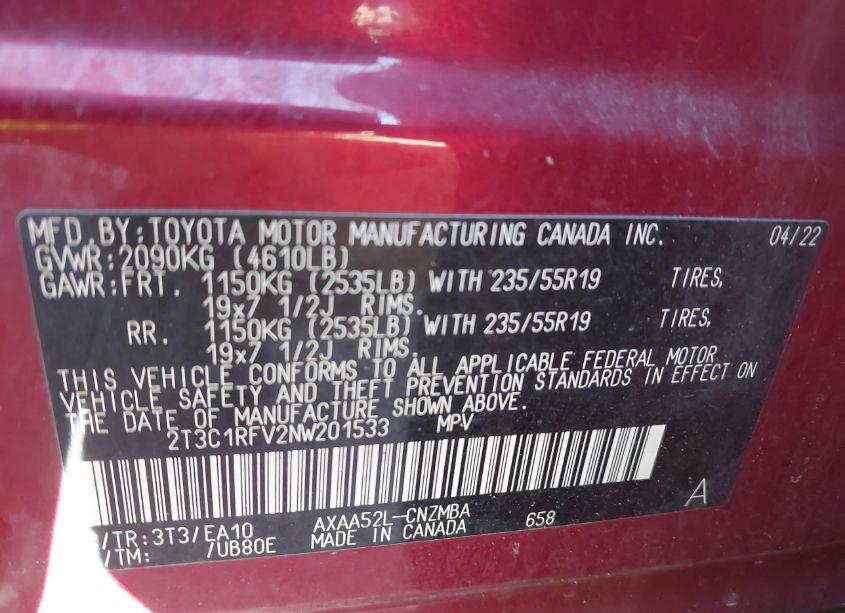 MFD.BY:TOYOTA MOTOR MANUFACTURING CANADA INC. 04/22
GVWR:2090KG (4610LB)
GAWR:FRT. 1150KG (2535LB) WITH 235/55R19 TIRES,
19x7 1/2J RIMS.
RR. 1150KG (2535LB) WITH 235/55R19 TIRES,
19x7 1/2J RIMS.
THIS VEHICLE CONFORMS TO ALL APPLICABLE FEDERAL MOTOR
VEHICLE SAFETY AND THEFT PREVENTION STANDARDS IN EFFECT ON
THE DATE OF MANUFACTURE SHOWN ABOVE.
2T3C1RFV2NW201533 MPV
A
/TR:3T3/EA10 AXAA52L-CNZMBA 658
/TM: /UB80E MADE IN CANADA